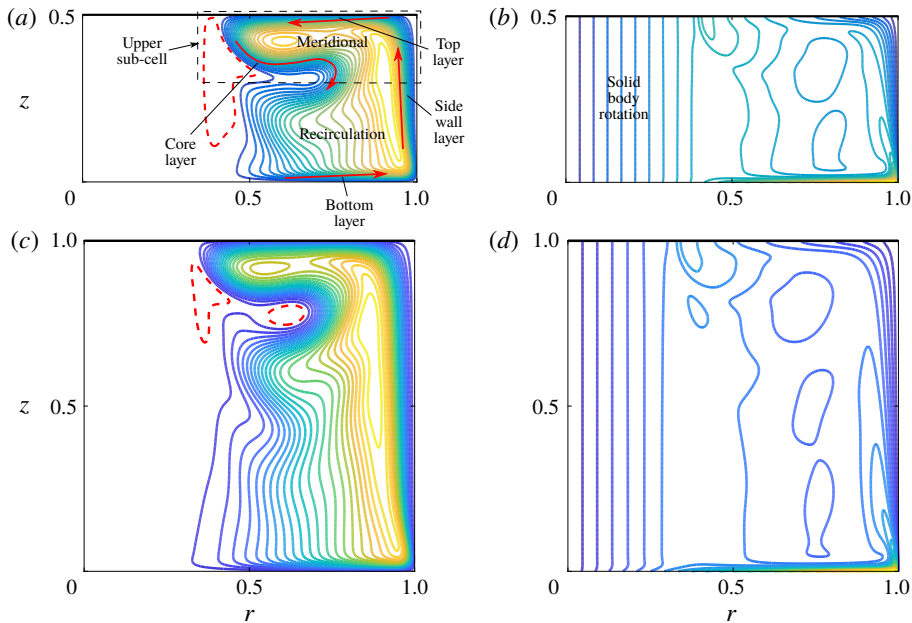 (a)
0.5
Upper
sub-cell
Meridional
Top
layer
z
Core
layer
Recirculation
Side
wall
layer
Bottom
layer
0
0.5
1.0
(b)
0.5
Solid
body
rotation
0
0.5
1.0
(c)
1.0
z
0.5
0
0.5
1.0
r
(d)
1.0
0.5
0
0.5
1.0
r